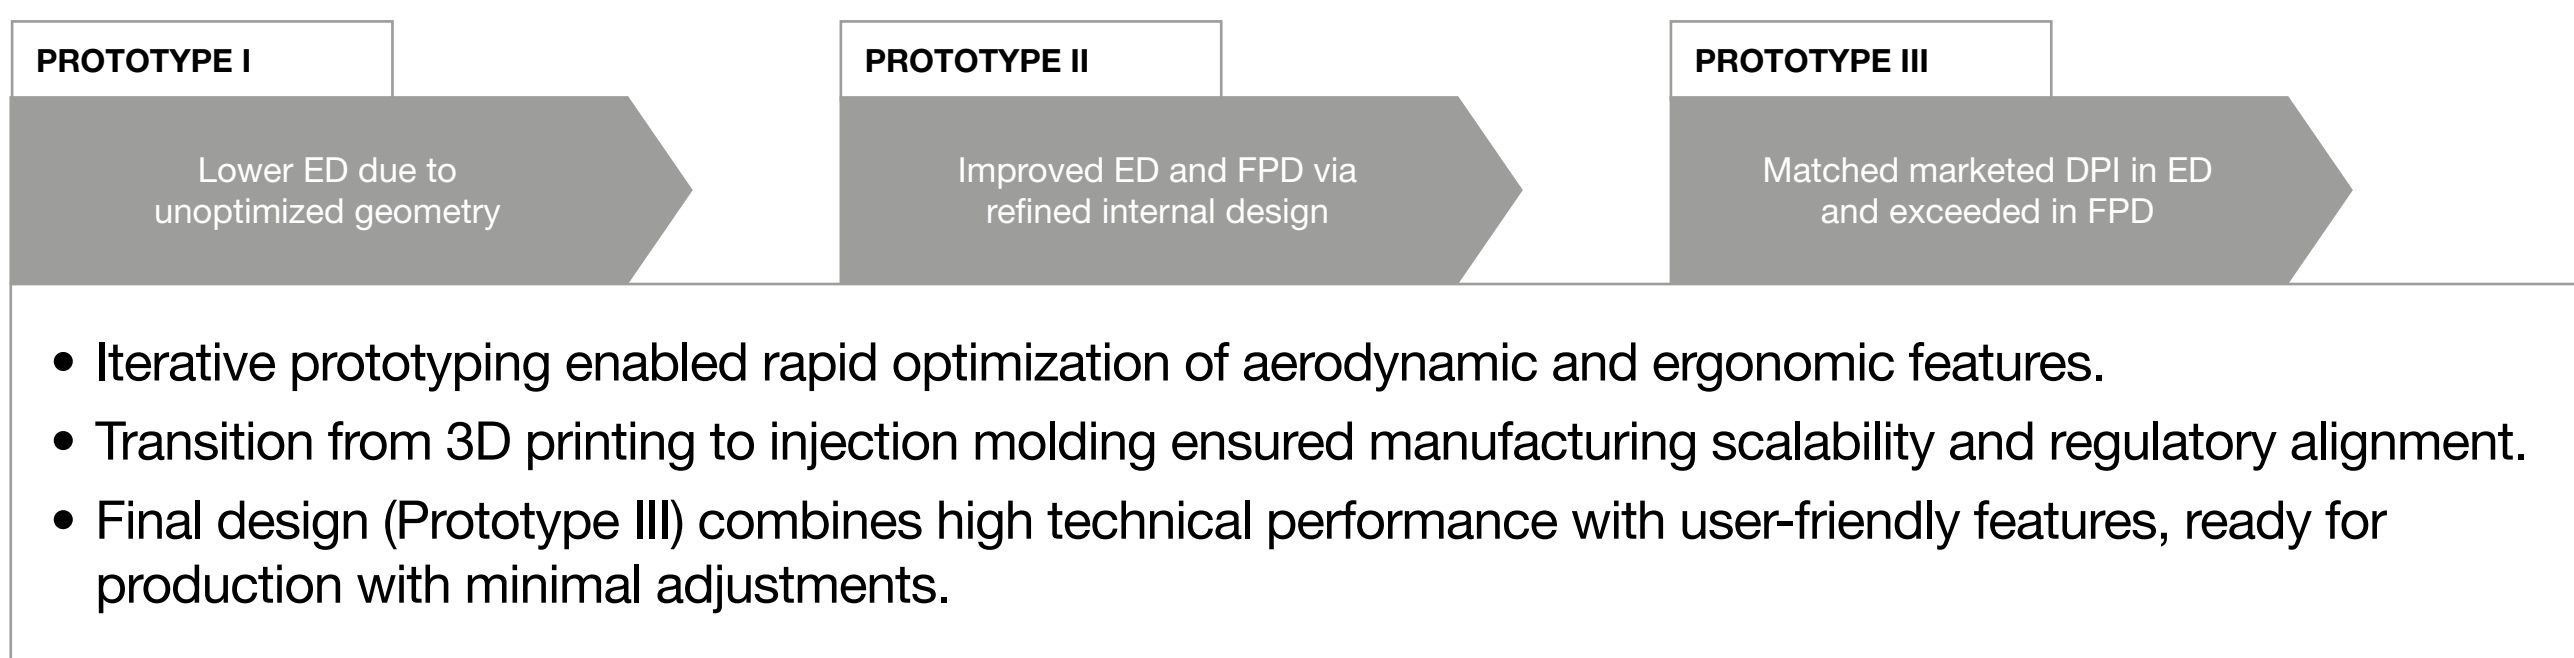 PROTOTYPE I
Lower ED due to
unoptimized geometry
PROTOTYPE II
Improved ED and FPD via
refined internal design
PROTOTYPE III
Matched marketed DPI in ED
and exceeded in FPD
• Iterative prototyping enabled rapid optimization of aerodynamic and ergonomic features.
• Transition from 3D printing to injection molding ensured manufacturing scalability and regulatory alignment.
• Final design (Prototype III) combines high technical performance with user-friendly features, ready for
production with minimal adjustments.